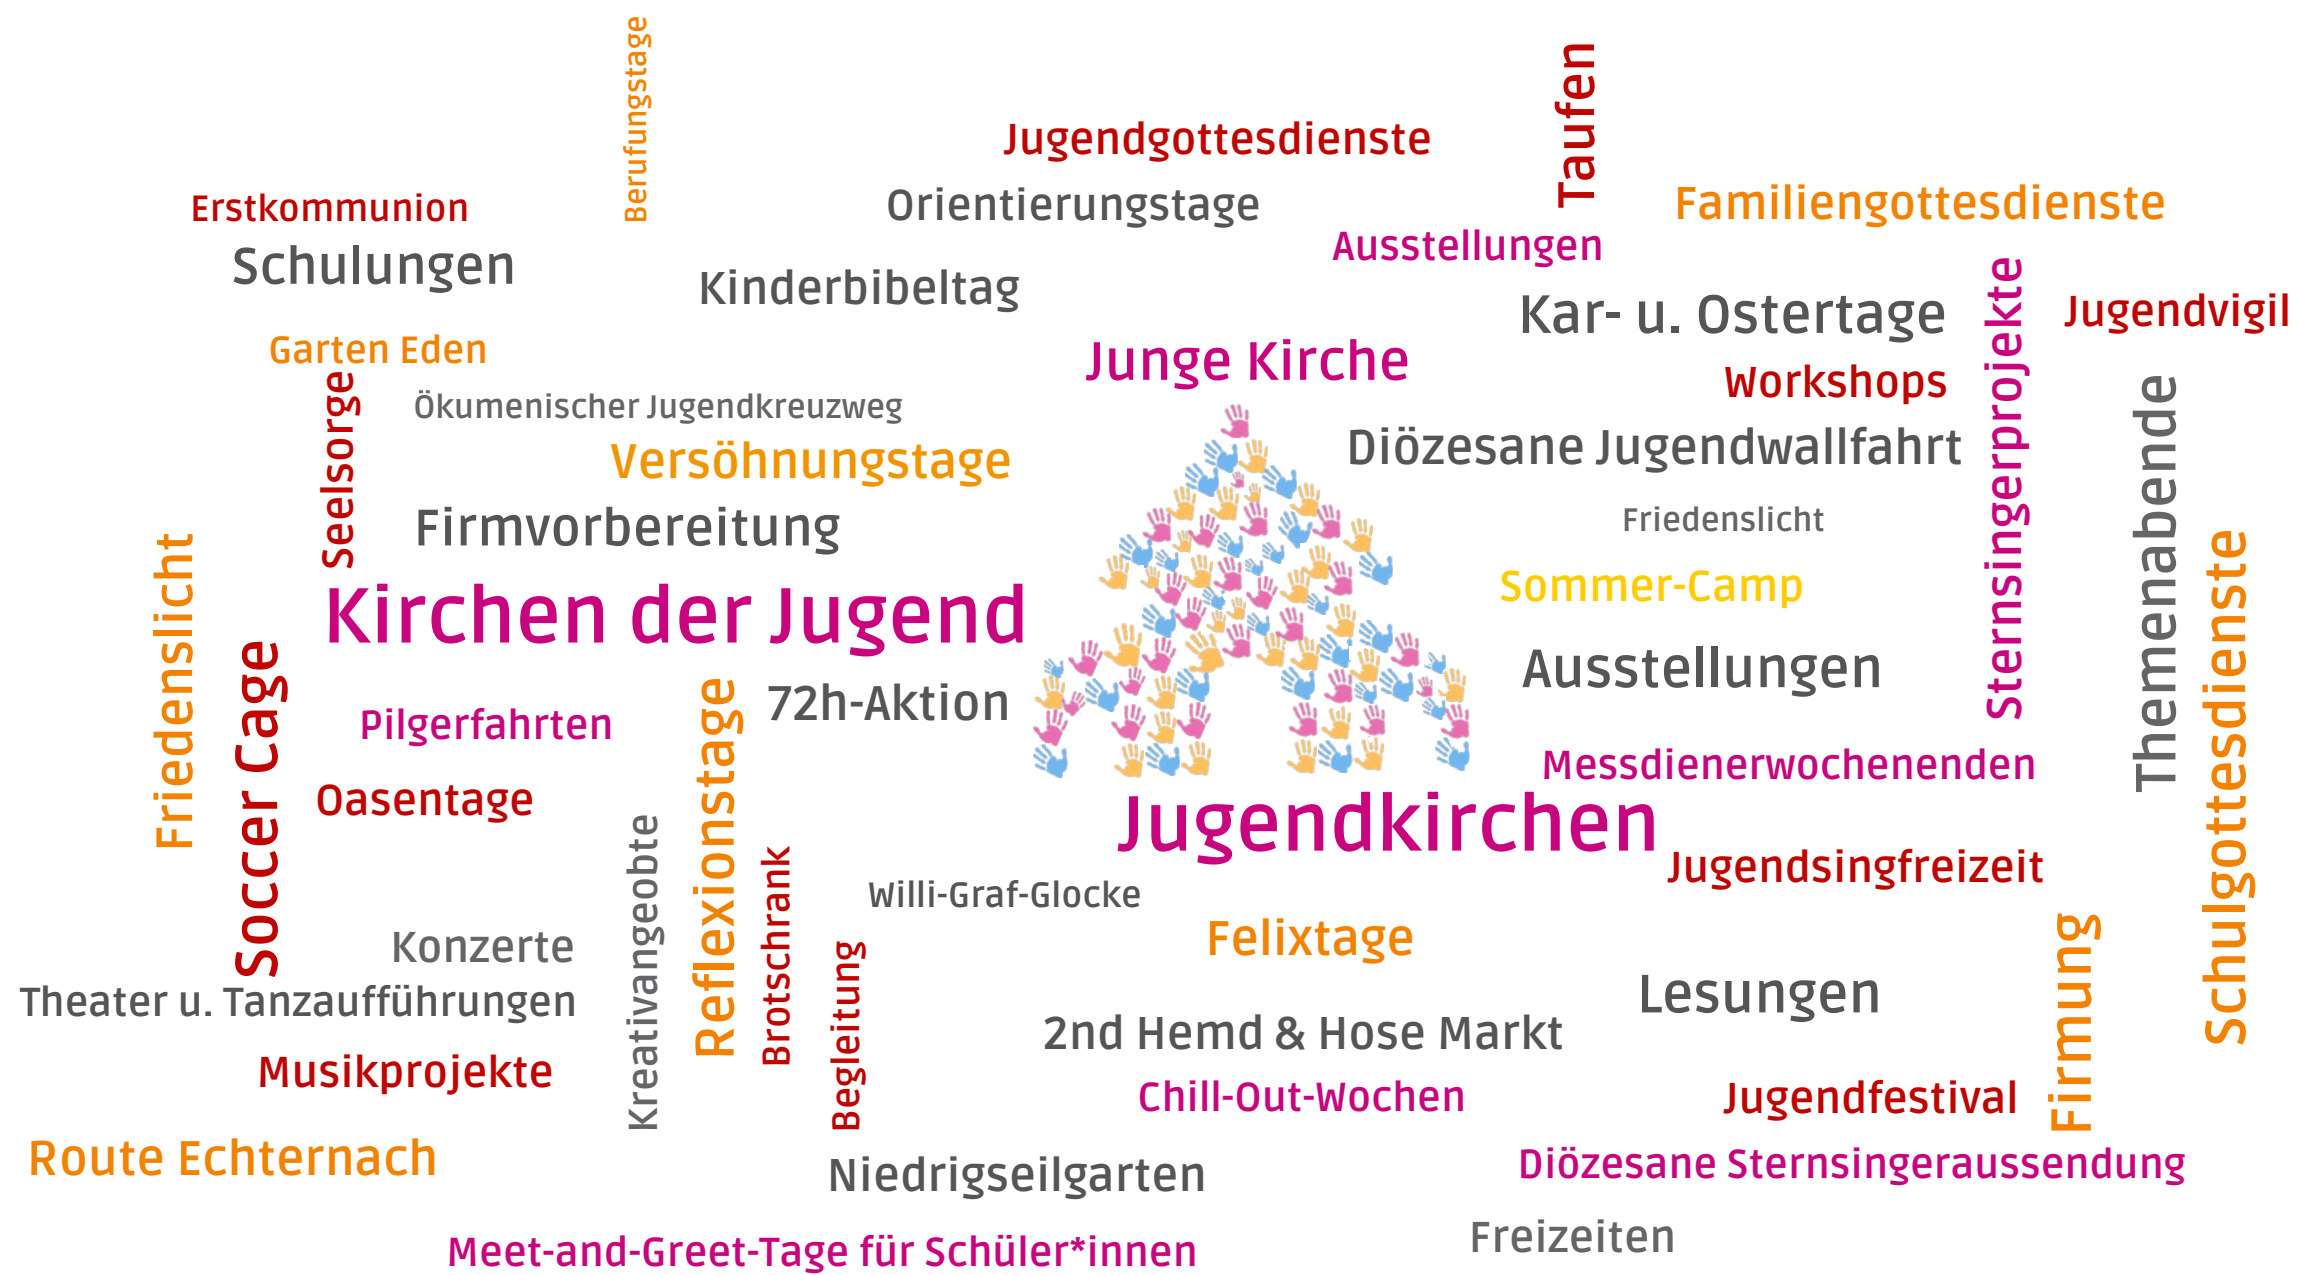 Berufungstage
Taufen
Jugendgottesdienste
Erstkommunion
Orientierungstage
Familiengottesdienste
Schulungen
Ausstellungen
Kinderbibeltag
Kar- u. Ostertage
Sternsingerprojekte
Jugendvigil
Garten Eden
Junge Kirche
Seelsorge
Ökumenischer Jugendkreuzweg
Workshops
Themenabende
Versöhnungstage
Diözesane Jugendwallfahrt
Firmvorbereitung
Friedenslicht
Friedenslicht
Schulgottesdienste
Kirchen der Jugend
Sommer-Camp
Soccer Cage
Ausstellungen
72h-Aktion
Reflexionstage
Pilgerfahrten
Messdienerwochenenden
Oasentage
Jugendkirchen
Kreativangeobte
Brotschrank
Jugendsingfreizeit
Willi-Graf-Glocke
Begleitung
Felixtage
Firmung
Konzerte
Theater u. Tanzaufführungen
Lesungen
2nd Hemd & Hose Markt
Musikprojekte
Chill-Out-Wochen
Jugendfestival
Route Echternach
Niedrigseilgarten
Diözesane Sternsingeraussendung
Freizeiten
Meet-and-Greet-Tage für Schüler*innen